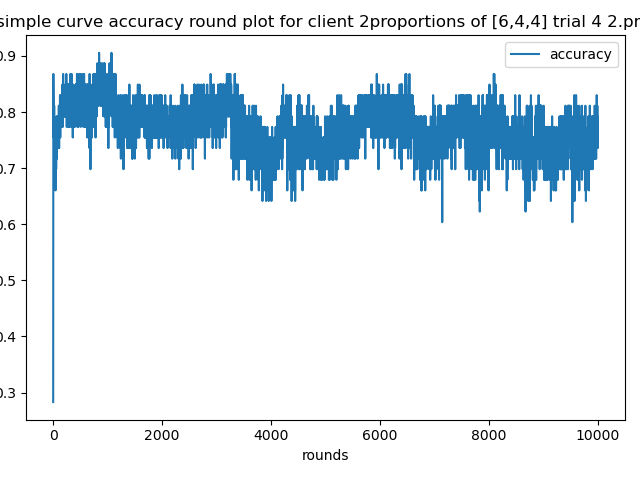 simple curve accuracy round plot for client 2proportions of [6,4,4] trial 4 2.pr
accuracy
0.9
0.8
0.7
0.6
0.5
0.4
0.3
0 2000 4000 6000 8000 10000
rounds